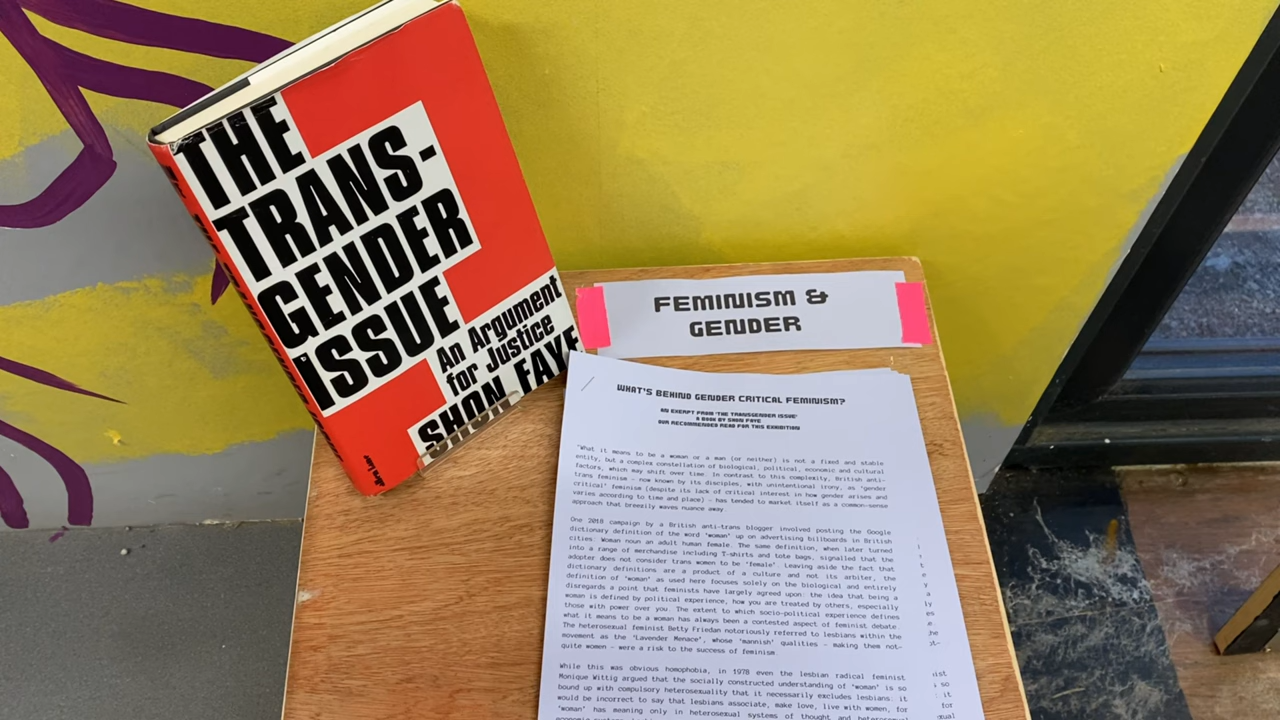 THE
TRANS-
GENDER
ISSUE
An Argument
for Justice
SHON FAYE
FEMINISM &
GENDER
WHAT'S BEHIND GENDER CRITICAL FEMINISM?
AN EXERPT FROM 'THE TRANSGENDER ISSUE'
A BOOK BY SHON FAYE
OUR RECOMMENDED READ FOR THIS EXHIBITION
"What it means to be a woman or a man (or neither) is not a fixed and stable
entity, but a complex constellation of biological, political, economic and cultural
factors, which may shift over time. In contrast to this complexity, British anti-
trans feminism - now known by its disciples, with unintentional irony, as 'gender
critical' feminism (despite its lack of critical interest in how gender arises and
varies according to time and place) - has tended to market itself as a common-sense
approach that breezily waves nuance away.
One 2018 campaign by a British anti-trans blogger involved posting the Google
dictionary definition of the word 'woman' up on advertising billboards in British
cities: Woman noun an adult human female. The same definition, when later turned
into a range of merchandise including T-shirts and tote bags, signalled that the
adopter does not consider trans women to be 'female'. Leaving aside the fact that
dictionary definitions are a product of a culture and not its arbiter, the
definition of 'woman' as used here focuses solely on the biological and entirely
disregards a point that feminists have largely agreed upon: the idea that being a
woman is defined by political experience, how you are treated by others, especially
those with power over you. The extent to which socio-political experience defines
what it means to be a woman has always been a contested aspect of feminist debate.
The heterosexual feminist Betty Friedan notoriously referred to lesbians within the
movement as the 'Lavender Menace', whose 'mannish' qualities - making them not-
quite women - were a risk to the success of feminism.
While this was obvious homophobia, in 1978 even the lesbian radical feminist
Monique Wittig argued that the socially constructed understanding of 'woman' is so
bound up with compulsory heterosexuality that it necessarily excludes lesbians: it
would be incorrect to say that lesbians associate, make love, live with women, for
'woman' has meaning only in heterosexual systems of thought and heterosexual